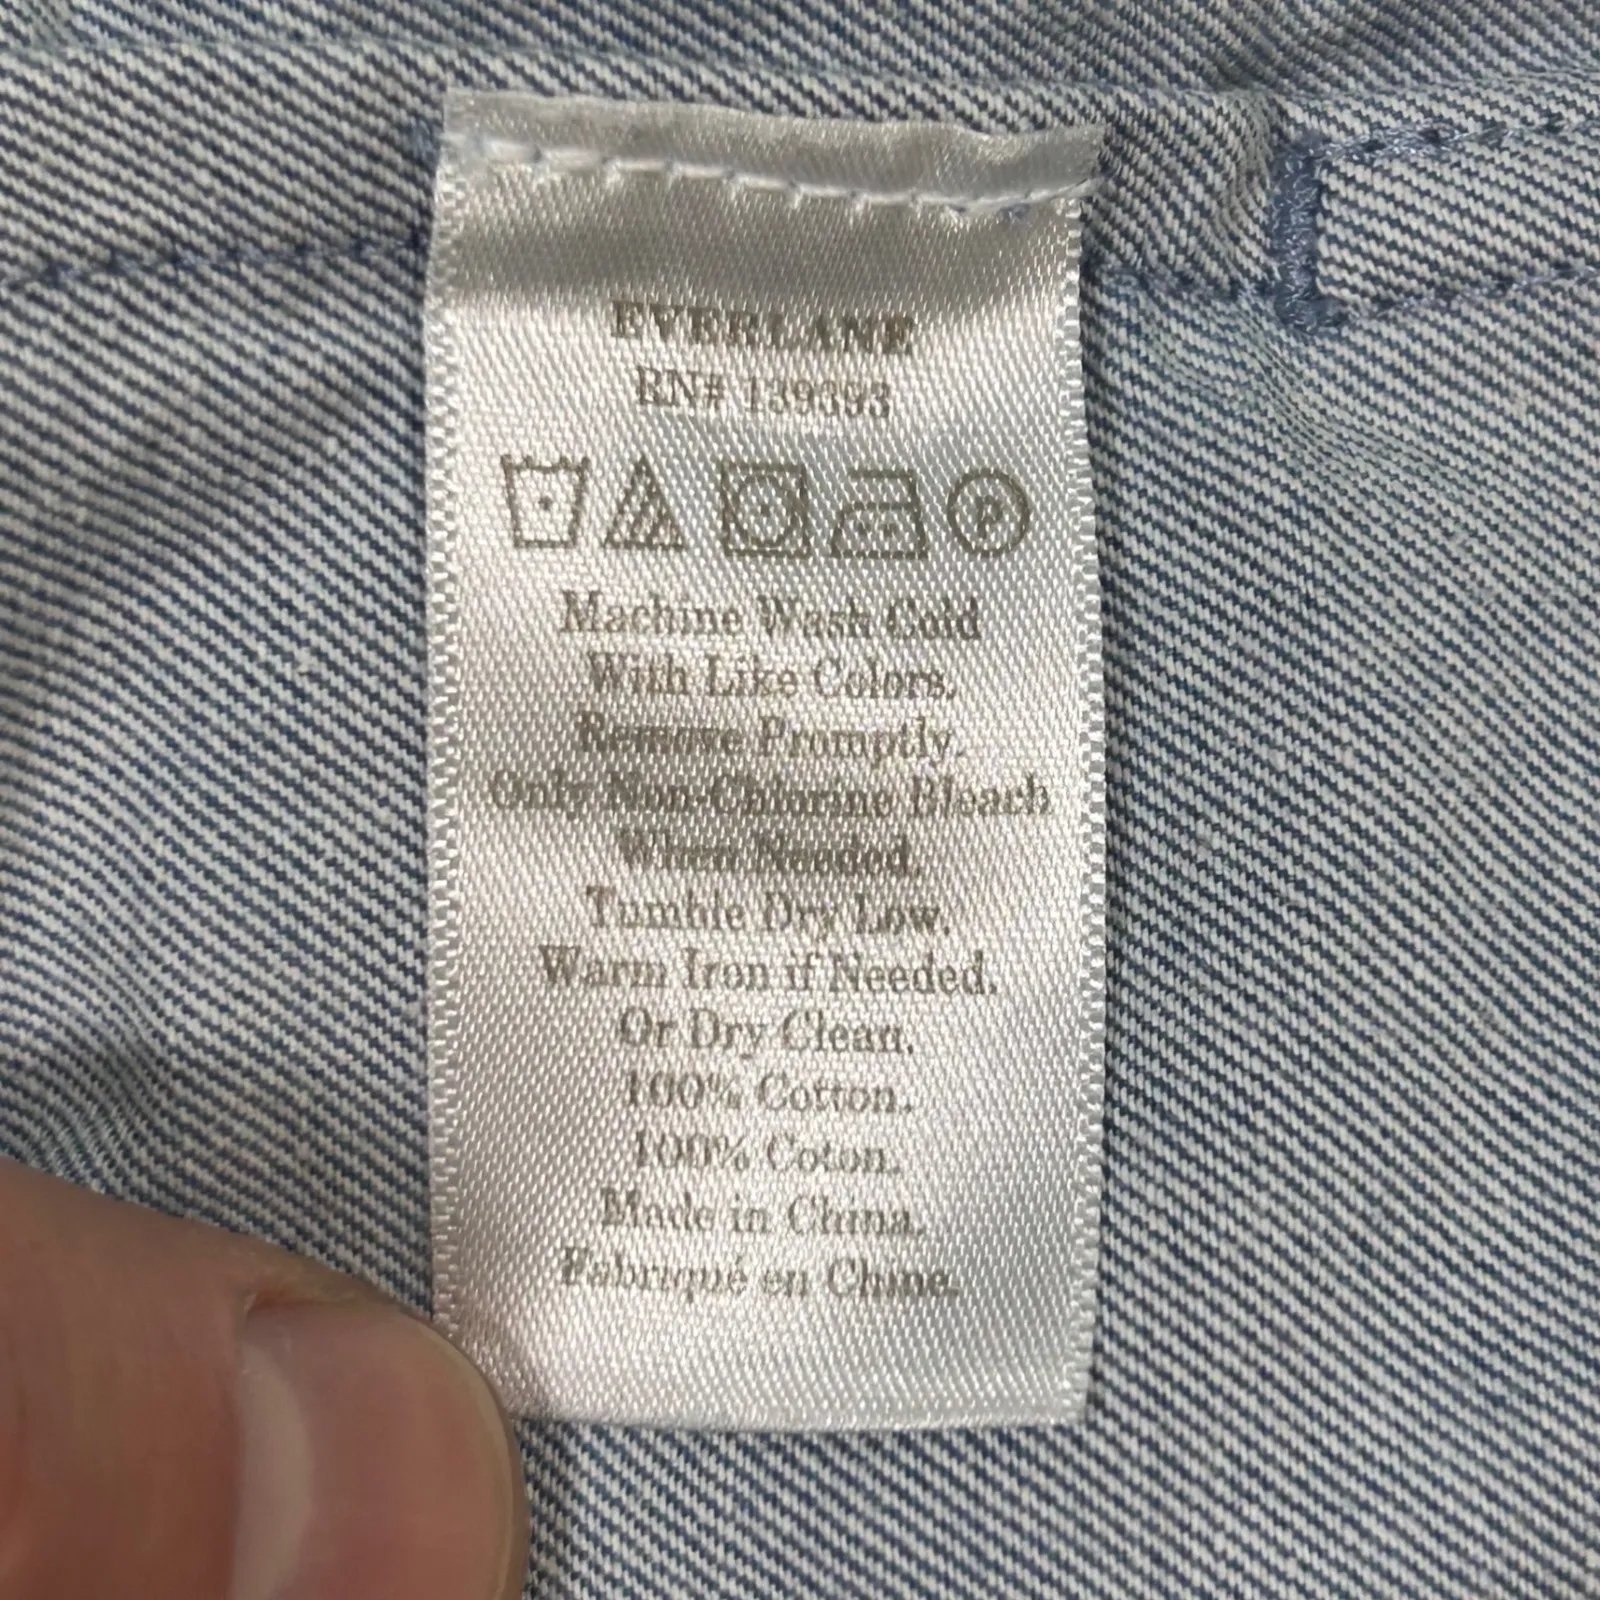 EVERLANE
RN# 139393
P
Machine Wash Cold
With Like Colors.
Remove Promptly.
Only Non-Chlorine Bleach
When Needed.
Tumble Dry Low.
Warm Iron if Needed.
Or Dry Clean.
100% Cotton.
100% Coton.
Made in China.
Fabriqué en Chine.